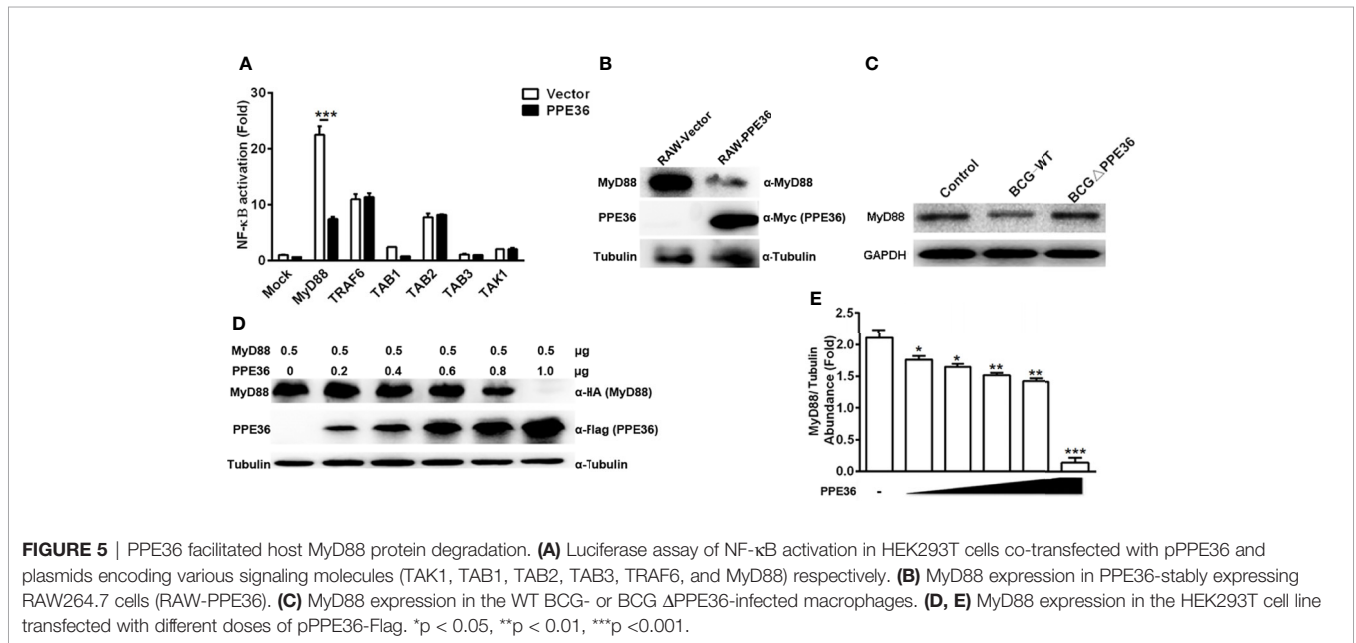 A
NF-κB activation (Fold)
30
20
10
0
***
Vector
PPE36
Mock
MyD88
TRAF6
TAB1
TAB2
TAB3
TAK1
B
RAW-Vector
RAW-PPE36
MyD88
α-MyD88
PPE36
α-Myc (PPE36)
Tubulin
α-Tubulin
C
Control
BCG-WT
BCG△PPE36
MyD88
GAPDH
D
MyD88 0.5 0.5 0.5 0.5 0.5 0.5 μg
PPE36 0 0.2 0.4 0.6 0.8 1.0 μg
MyD88
α-HA (MyD88)
PPE36
α-Flag (PPE36)
Tubulin
α-Tubulin
E
MyD88/ Tubulin
Abundance (Fold)
2.5
2.0
1.5
1.0
0.5
0.0
*
*
**
**
***
PPE36 -
FIGURE 5 | PPE36 facilitated host MyD88 protein degradation. (A) Luciferase assay of NF-κB activation in HEK293T cells co-transfected with pPPE36 and
plasmids encoding various signaling molecules (TAK1, TAB1, TAB2, TAB3, TRAF6, and MyD88) respectively. (B) MyD88 expression in PPE36-stably expressing
RAW264.7 cells (RAW-PPE36). (C) MyD88 expression in the WT BCG- or BCG ΔPPE36-infected macrophages. (D, E) MyD88 expression in the HEK293T cell line
transfected with different doses of pPPE36-Flag. *p < 0.05, **p < 0.01, ***p <0.001.